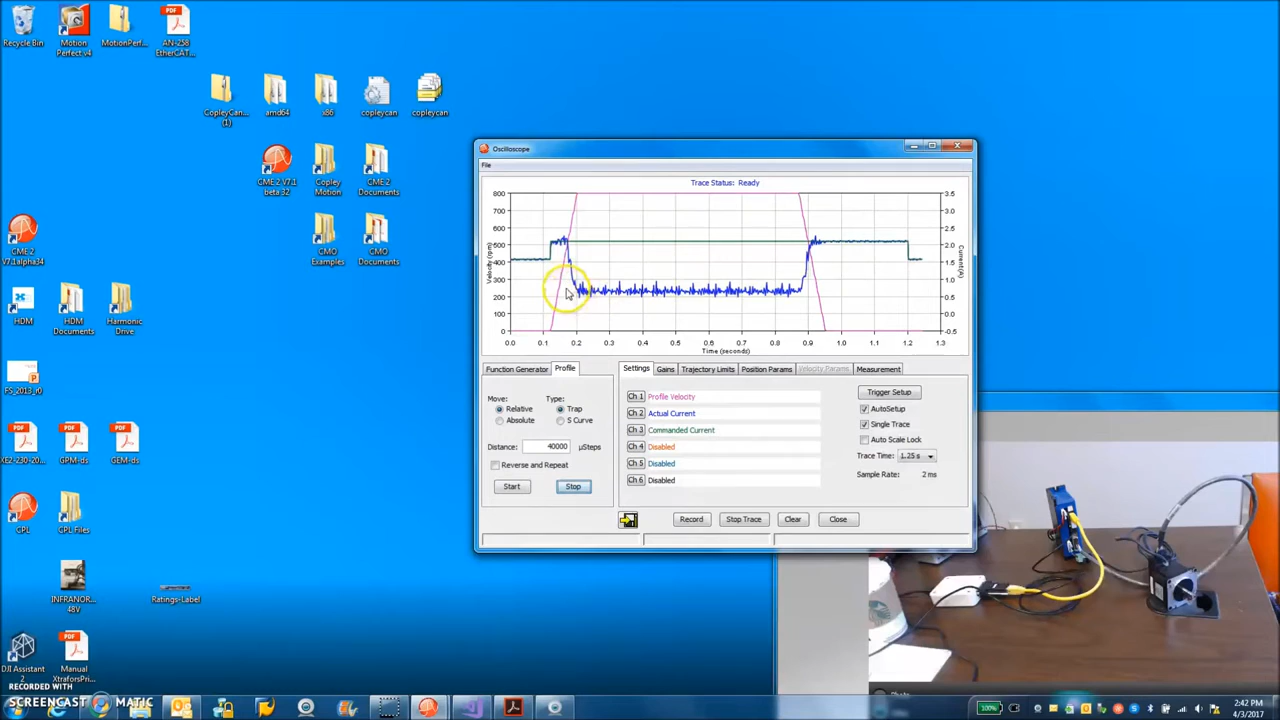 Recycle Bin
Motion
Perfect v4
MotionPerf...
AN-258
EtherCAT...
CopleyCan...
(1)
amd64
x86
copleycan
copleycan
CME 2 V7.1
beta 32
Copley
Motion
CME 2
Documents
CME 2
V7.1alpha34
CMO
Examples
CMO
Documents
HDM
HDM
Documents
Harmonic
Drive
XE2-230-20...
GPM-ds
GEM-ds
CPL
CPL Files
INFRANOR...
48V
Ratings-Label
DJI Assistant
2
Manual
XtraforsPri...
RECORDED WITH
SCREENCAST MATIC
Oscilloscope
File
Trace Status: Ready
800
700
600
500
400
300
200
100
0
Velocity (rpm)
3.5
3.0
2.5
2.0
1.5
1.0
0.5
0.0
-0.5
Current(A)
0.0 0.1 0.2 0.3 0.4 0.5 0.6 0.7 0.8 0.9 1.0 1.1 1.2 1.3
Time (seconds)
Function Generator Profile
Move: Type:
Relative Trap
Absolute S Curve
Distance: 40000 µSteps
Reverse and Repeat
Start Stop
Settings Gains Trajectory Limits Position Params Velocity Params Measurement
Ch 1 Profile Velocity
Ch 2 Actual Current
Ch 3 Commanded Current
Ch 4 Disabled
Ch 5 Disabled
Ch 6 Disabled
Trigger Setup
AutoSetup
Single Trace
Auto Scale Lock
Trace Time: 1.25 s
Sample Rate: 2 ms
Record Stop Trace Clear Close
100%
2:42 PM
4/3/2017